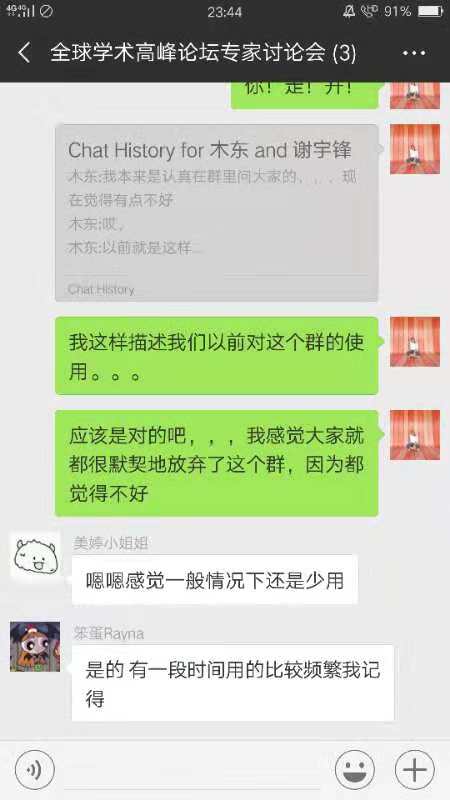 4G 4G 23:44 HD 91%
全球学术高峰论坛专家讨论会 (3)
你！走！开！
Chat History for 木东 and 谢宇锋
木东:我本来是认真在群里问大家的，、、现
在觉得有点不好
木东:哎，
木东:以前就是这样...
Chat History
我这样描述我们以前对这个群的使
用。。。
应该是对的吧，，，我感觉大家就
都很默契地放弃了这个群，因为都
觉得不好
美婷小姐姐
嗯嗯感觉一般情况下还是少用
笨蛋Rayna
是的 有一段时间用的比较频繁我记
得